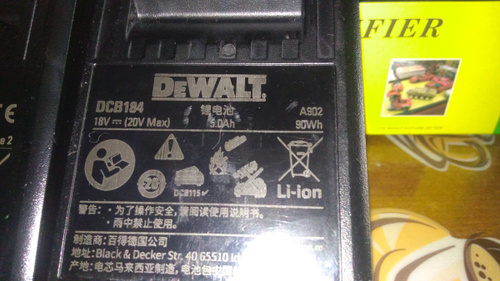 DEWALT
DCB184
锂电池
A902
18V (20V Max)
5.0Ah
90Wh
DCB115
Li-ion
警告：·为了操作安全，请阅读使用说明书。
·雨中禁止使用。
制造商：百得德国公司
地址：Black & Decker Str. 40 65510
产地：电芯马来西亚制造，电池包中国
IFIER